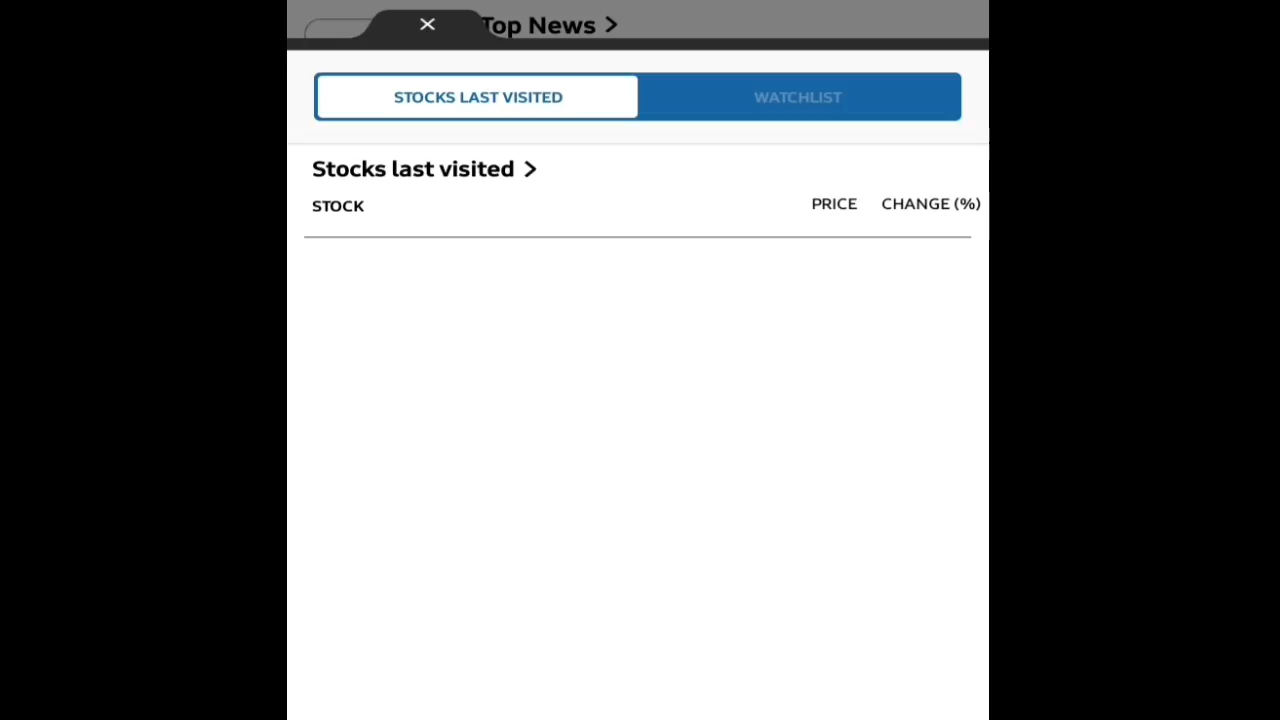 Top News >
STOCKS LAST VISITED
WATCHLIST
Stocks last visited >
STOCK
PRICE
CHANGE (%)